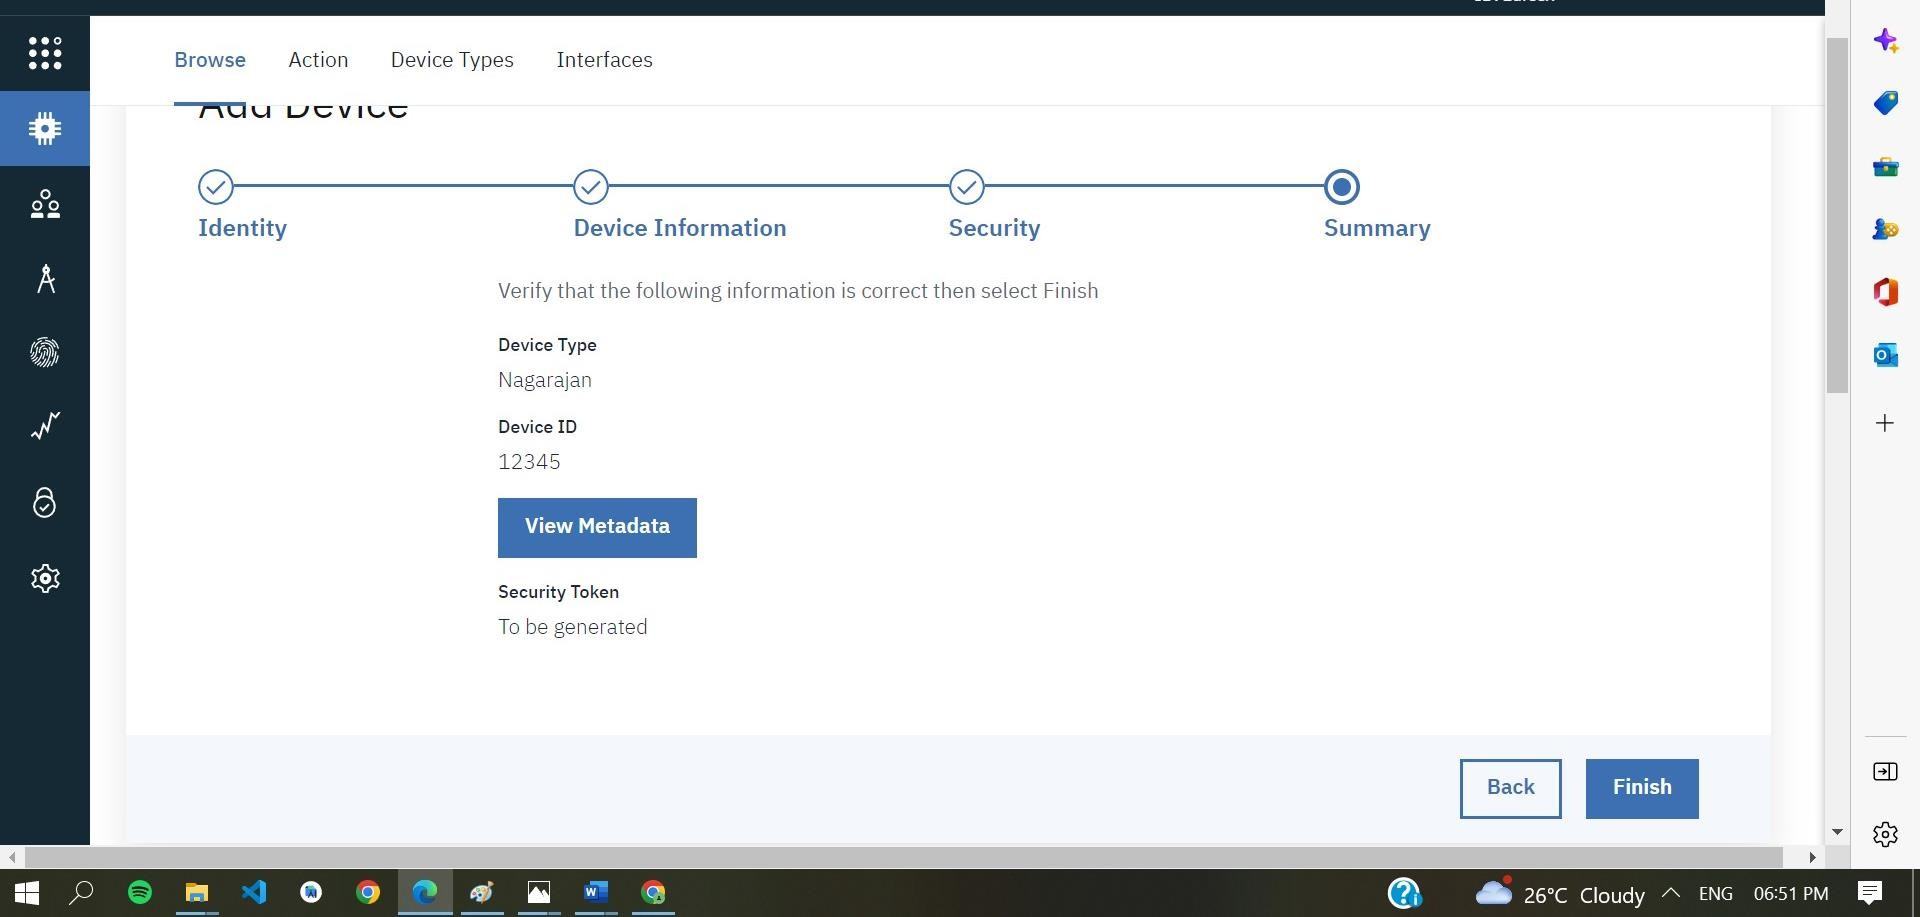 Browse Action Device Types Interfaces
Add Device
Identity Device Information Security Summary
Verify that the following information is correct then select Finish
Device Type
Nagarajan
Device ID
12345
View Metadata
Security Token
To be generated
Back Finish
26°C Cloudy ENG 06:51 PM